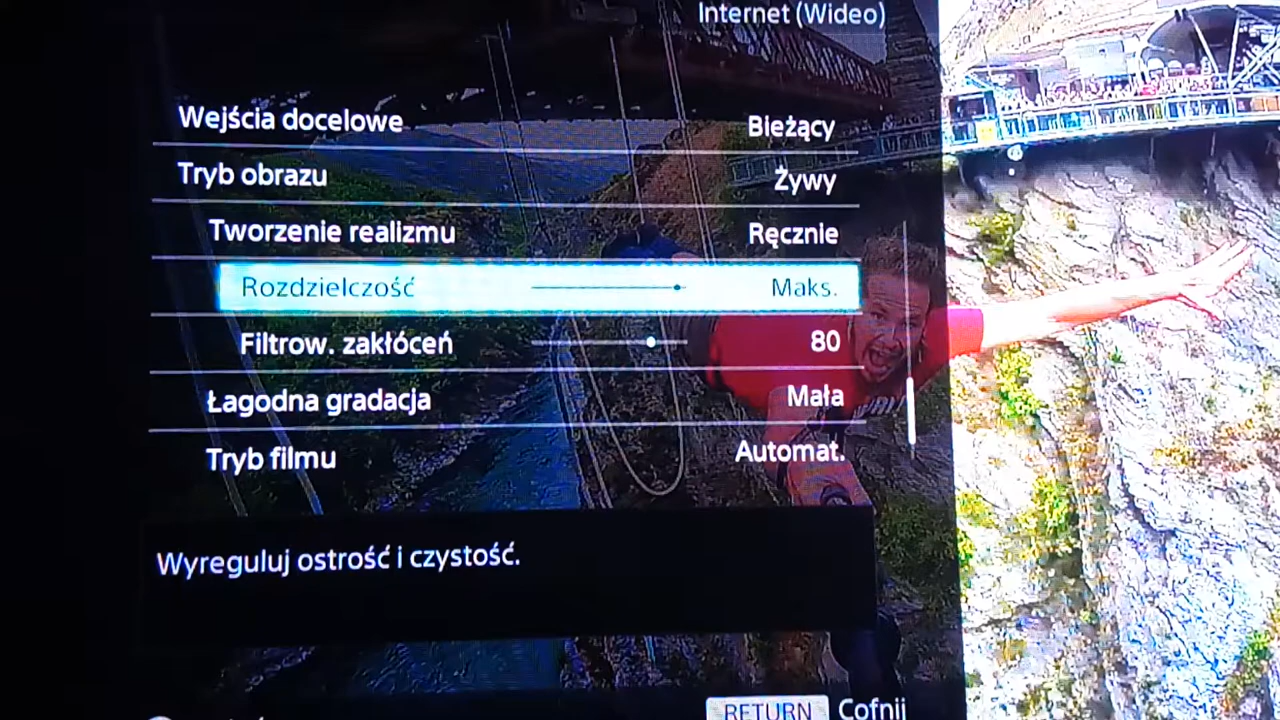 Internet (Wideo)
Wejścia docelowe Bieżący
Tryb obrazu Żywy
Tworzenie realizmu Ręcznie
Rozdzielczość Maks.
Filtrow. zakłóceń 80
Łagodna gradacja Mała
Tryb filmu Automat.
Wyreguluj ostrość i czystość.
RETURN Cofnij